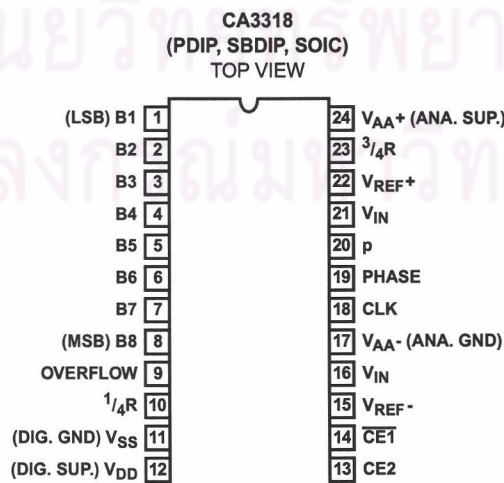 CA3318
(PDIP, SBDIP, SOIC)
TOP VIEW
(LSB) B1 1
B2 2
B3 3
B4 4
B5 5
B6 6
B7 7
(MSB) B8 8
OVERFLOW 9
1/4R 10
(DIG. GND) VSS 11
(DIG. SUP.) VDD 12
24 VAA+ (ANA. SUP.)
23 3/4R
22 VREF+
21 VIN
20 p
19 PHASE
18 CLK
17 VAA- (ANA. GND)
16 VIN
15 VREF-
14 C̅E̅1̅
13 CE2